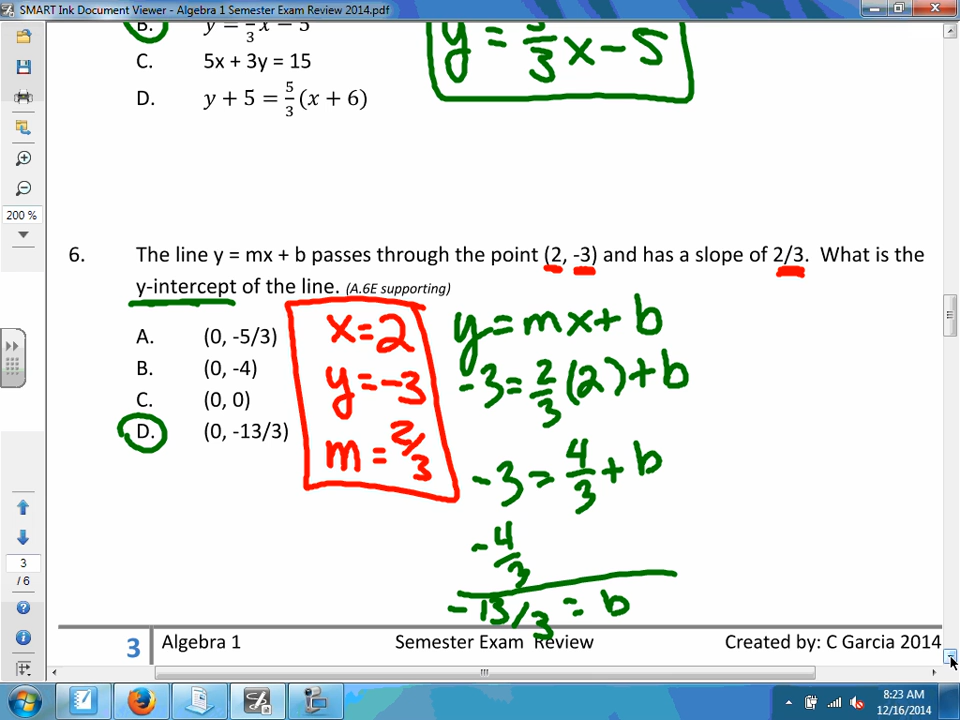 SMART Ink Document Viewer - Algebra 1 Semester Exam Review 2014.pdf
B. y = 5/3 x − 5
y = 5/3 x − 5
C. 5x + 3y = 15
D. y + 5 = 5/3 (x + 6)
200 %
6. The line y = mx + b passes through the point (2, -3) and has a slope of 2/3. What is the
y-intercept of the line. (A.6E supporting)
A. (0, -5/3)
B. (0, -4)
C. (0, 0)
D. (0, -13/3)
x=2
y=-3
m=2/3
y=mx+b
-3=2/3(2)+b
-3=4/3+b
-4/3
-13/3=b
3
/ 6
3 Algebra 1 Semester Exam Review Created by: C Garcia 2014
8:23 AM
12/16/2014